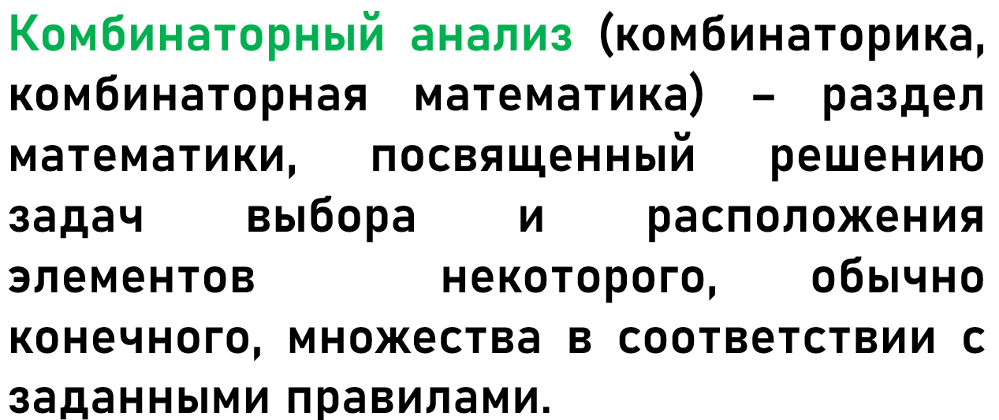 Комбинаторный анализ (комбинаторика,
комбинаторная математика) – раздел
математики, посвященный решению
задач выбора и расположения
элементов некоторого, обычно
конечного, множества в соответствии с
заданными правилами.